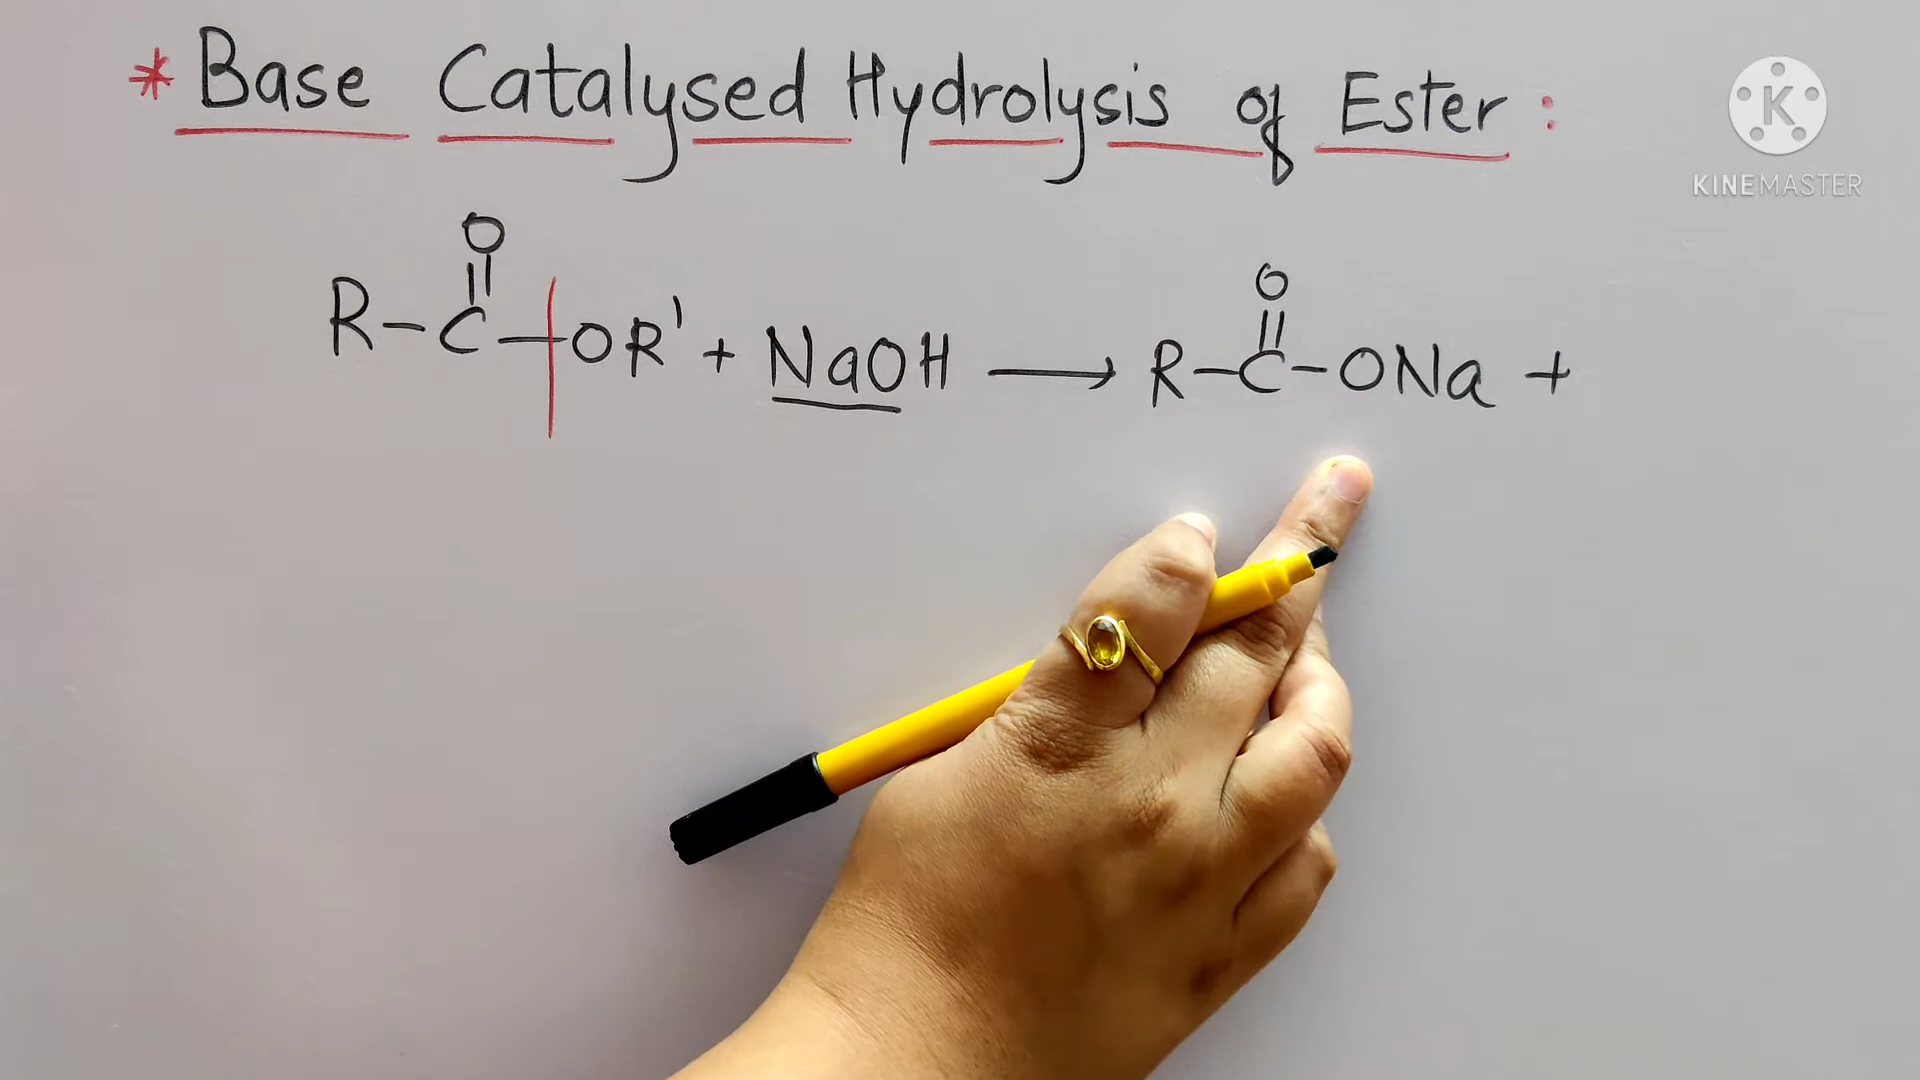 * Base Catalysed Hydrolysis of Ester :
K
KINEMASTER
O
||
R-C-OR' + NaOH → R-C-ONa +
O
||